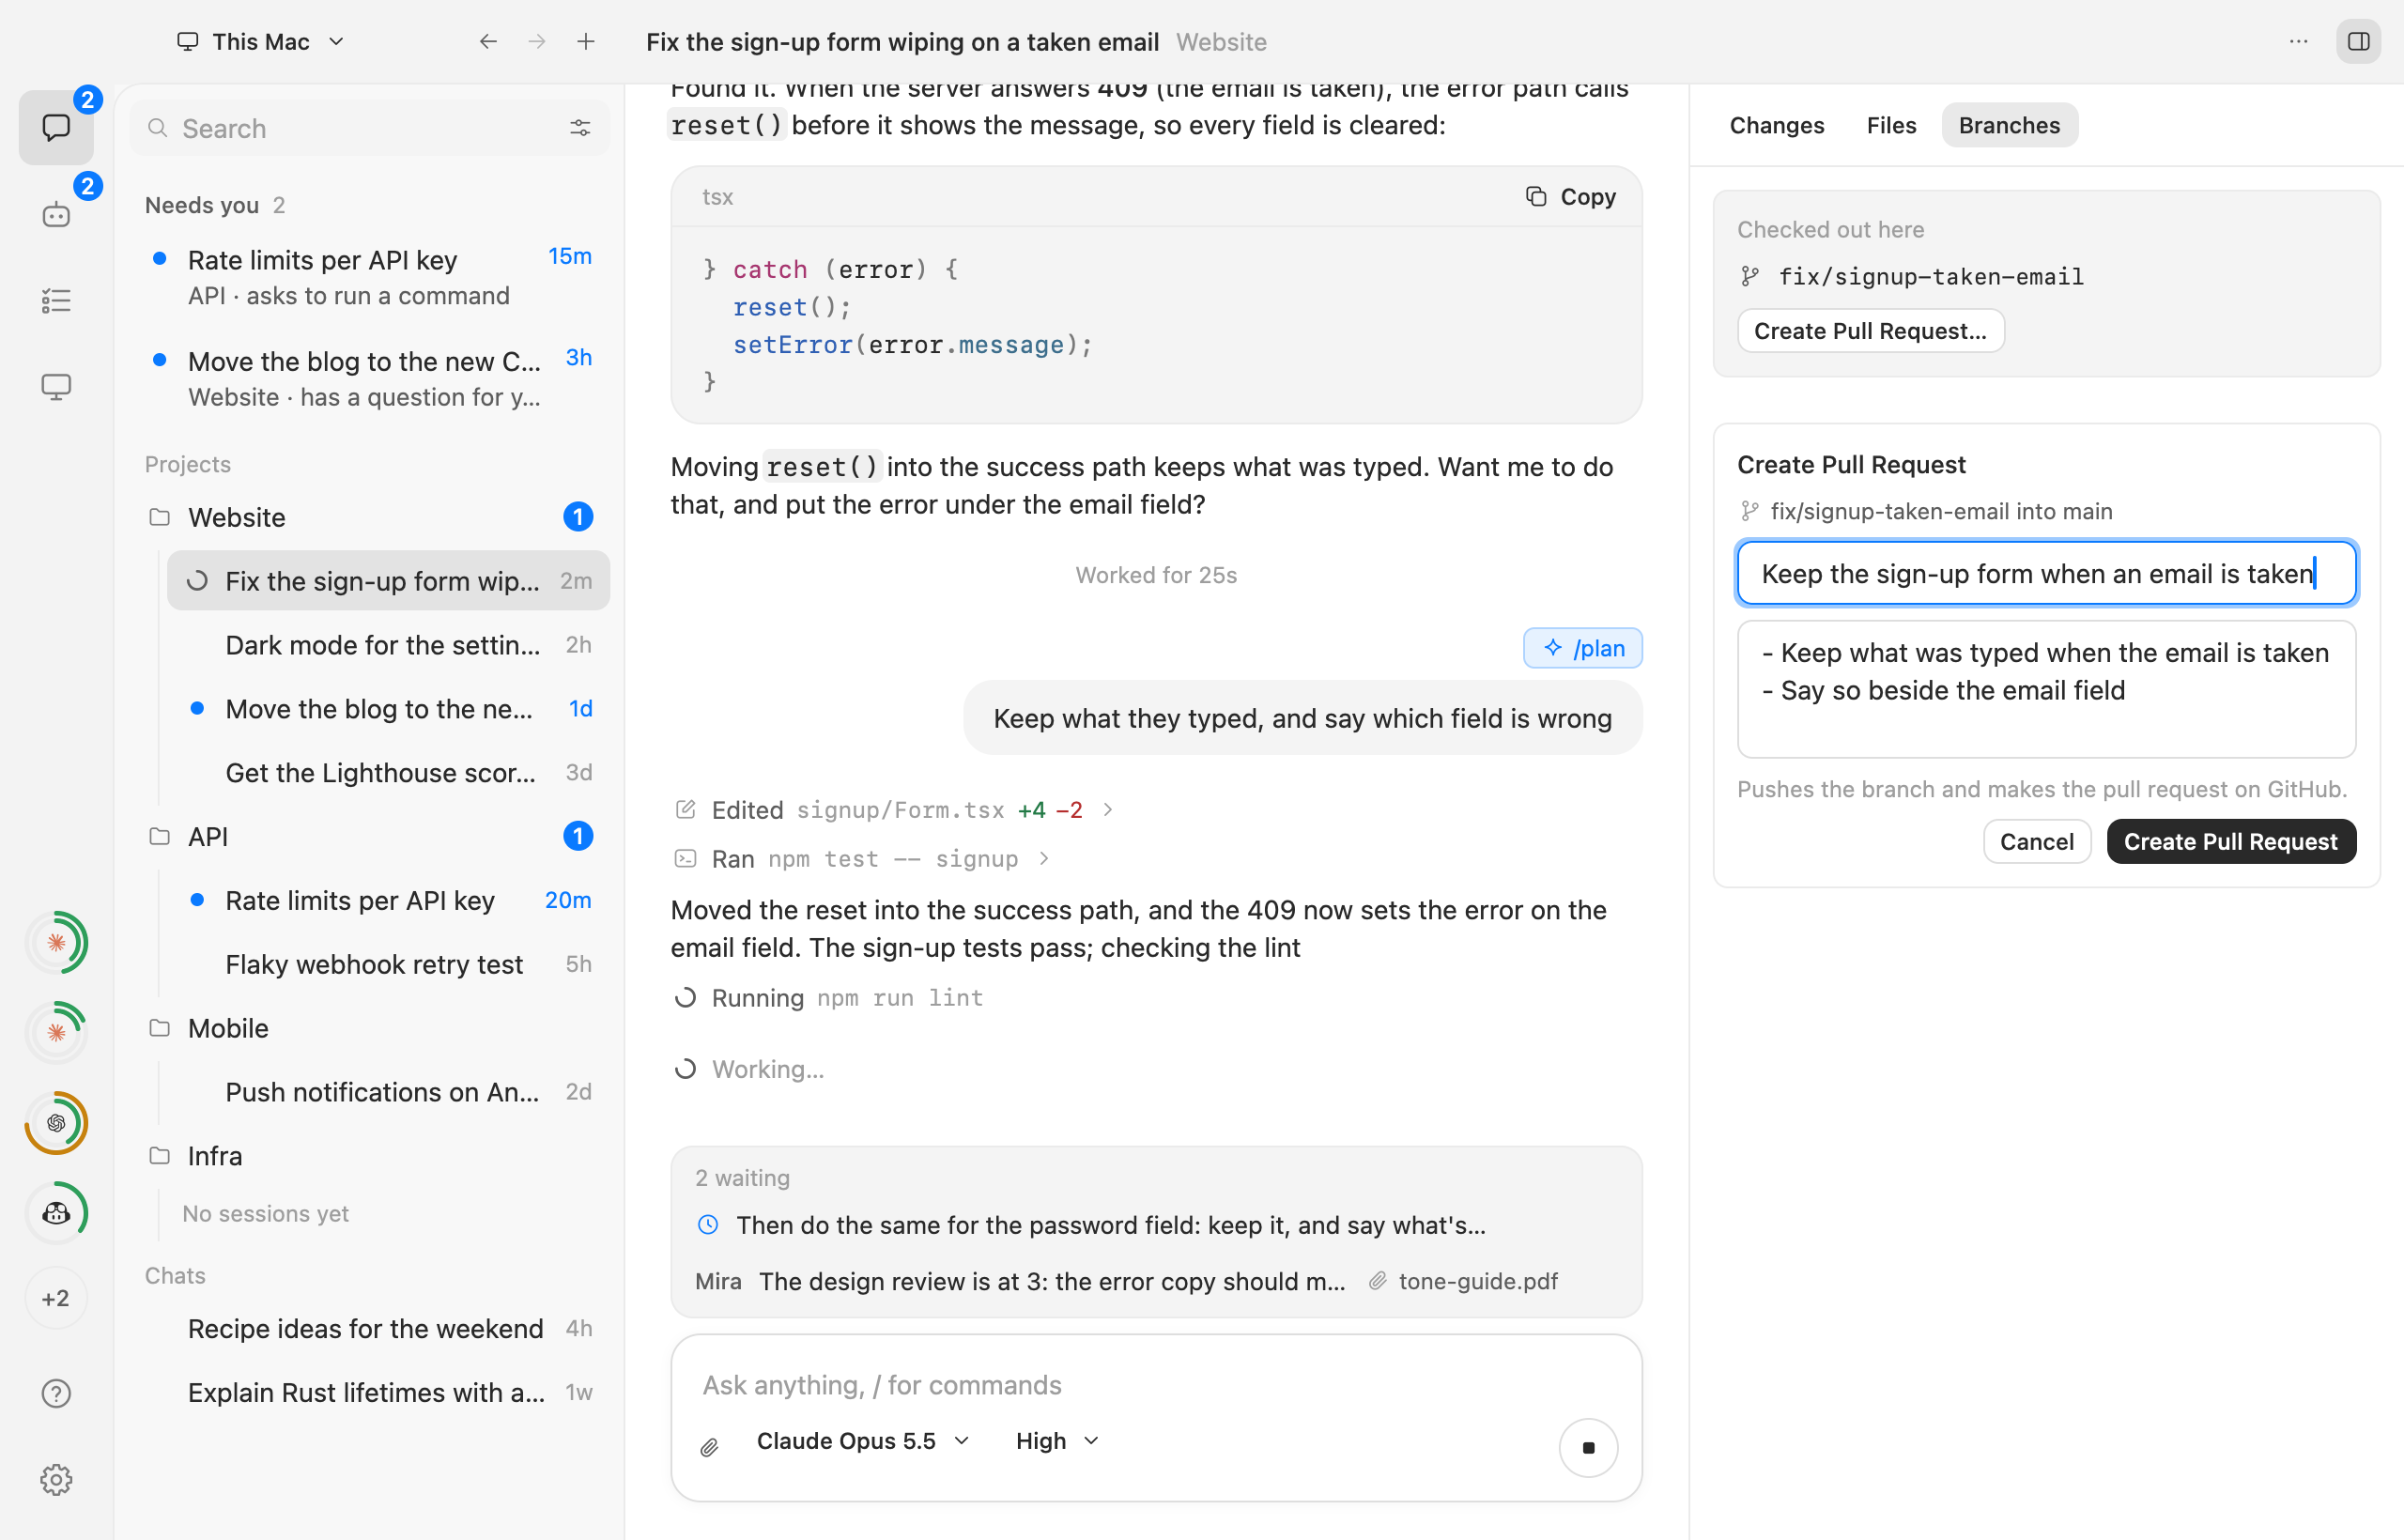 This Mac
Fix the sign-up form wiping on a taken email Website
2
2
Search
Needs you 2
Rate limits per API key 15m
API · asks to run a command
Move the blog to the new C... 3h
Website · has a question for y...
Projects
Website 1
Fix the sign-up form wip... 2m
Dark mode for the settin... 2h
Move the blog to the ne... 1d
Get the Lighthouse scor... 3d
API 1
Rate limits per API key 20m
Flaky webhook retry test 5h
Mobile
Push notifications on An... 2d
Infra
No sessions yet
Chats
Recipe ideas for the weekend 4h
Explain Rust lifetimes with a... 1w
+2
Found it. When the server answers 409 (the email is taken), the error path calls
reset() before it shows the message, so every field is cleared:
tsx Copy
} catch (error) {
reset();
setError(error.message);
}
Moving reset() into the success path keeps what was typed. Want me to do
that, and put the error under the email field?
Worked for 25s
/plan
Keep what they typed, and say which field is wrong
Edited signup/Form.tsx +4 −2
Ran npm test -- signup
Moved the reset into the success path, and the 409 now sets the error on the
email field. The sign-up tests pass; checking the lint
Running npm run lint
Working...
2 waiting
Then do the same for the password field: keep it, and say what's...
Mira The design review is at 3: the error copy should m... tone-guide.pdf
Ask anything, / for commands
Claude Opus 5.5 High
Changes Files Branches
Checked out here
fix/signup-taken-email
Create Pull Request...
Create Pull Request
fix/signup-taken-email into main
Keep the sign-up form when an email is taken
- Keep what was typed when the email is taken
- Say so beside the email field
Pushes the branch and makes the pull request on GitHub.
Cancel Create Pull Request